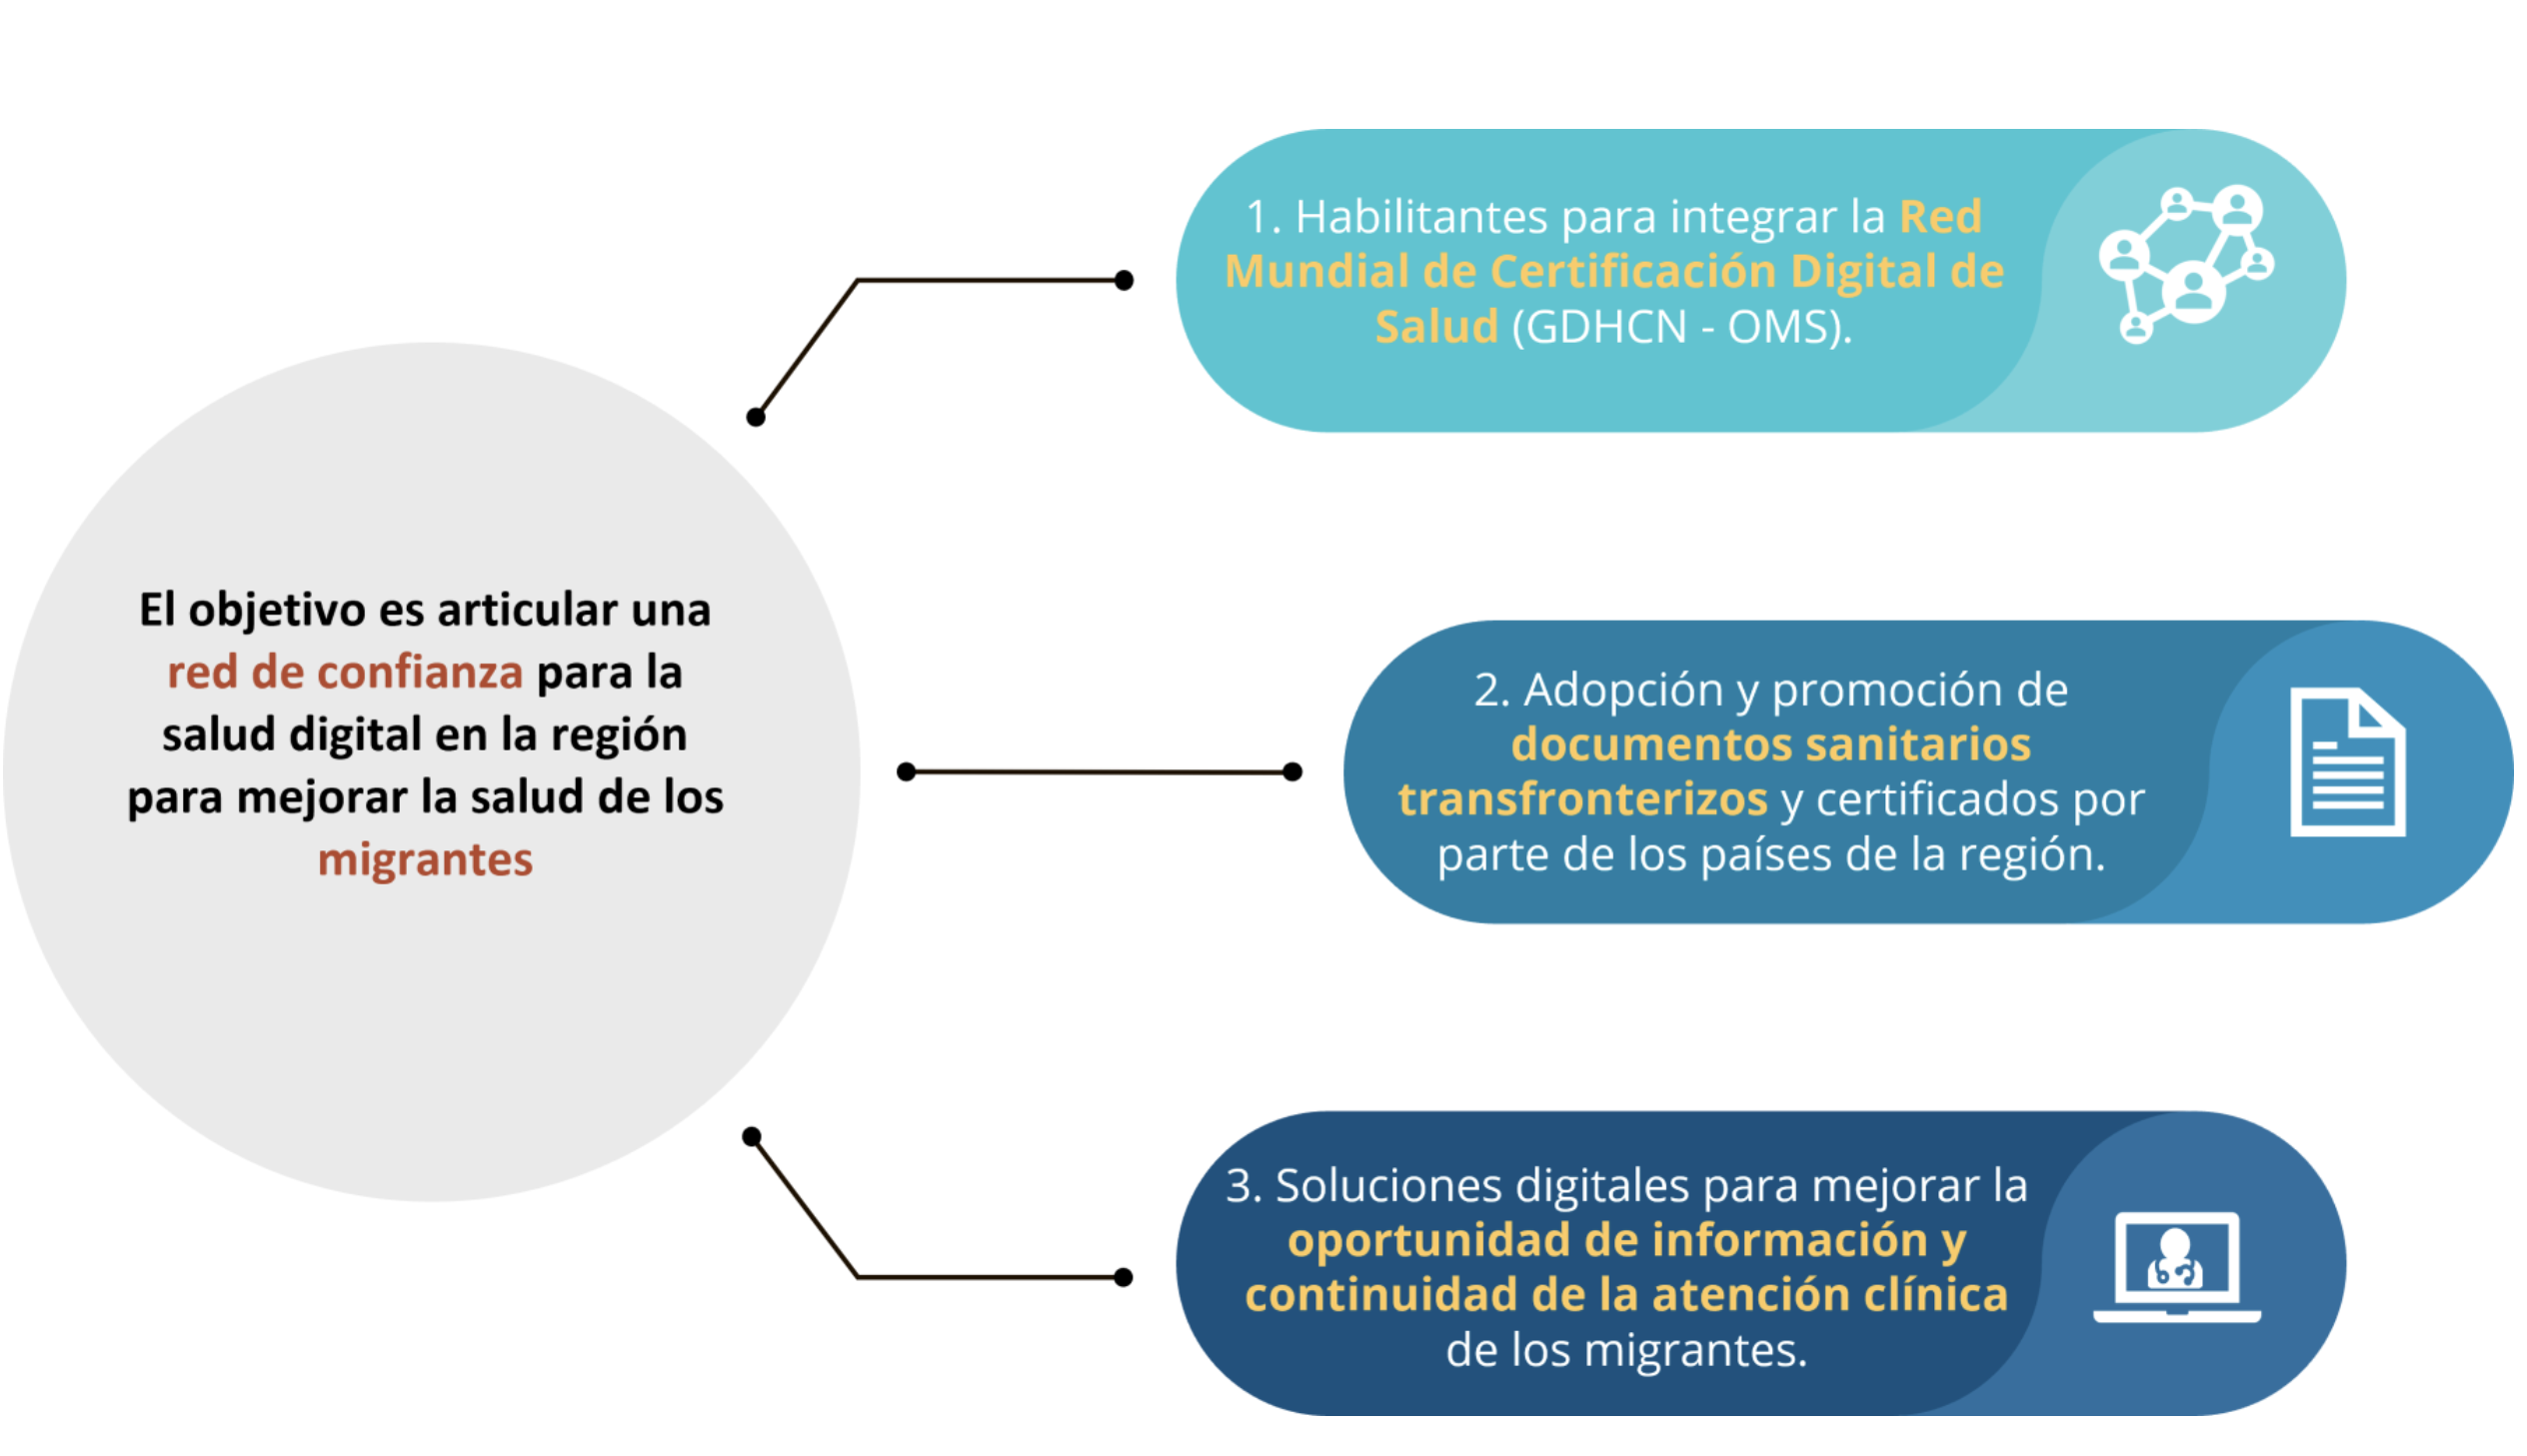 El objetivo es articular una
red de confianza para la
salud digital en la región
para mejorar la salud de los
migrantes
1. Habilitantes para integrar la Red
Mundial de Certificación Digital de
Salud (GDHCN - OMS).
2. Adopción y promoción de
documentos sanitarios
transfronterizos y certificados por
parte de los países de la región.
3. Soluciones digitales para mejorar la
oportunidad de información y
continuidad de la atención clínica
de los migrantes.